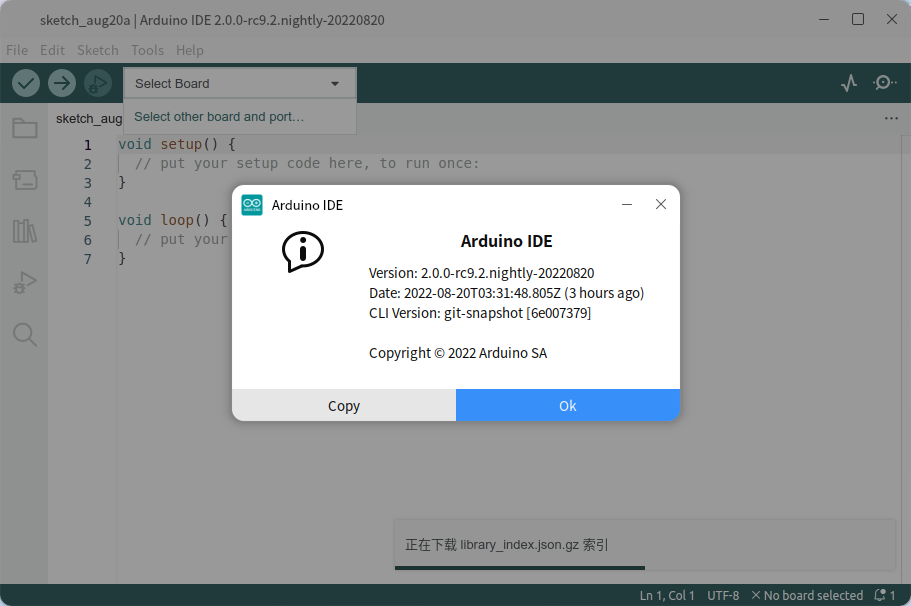 sketch_aug20a | Arduino IDE 2.0.0-rc9.2.nightly-20220820
File Edit Sketch Tools Help
Select Board
Select other board and port…
sketch_aug
1 void setup() {
2 // put your setup code here, to run once:
3 }
4
5 void loop() {
6 // put your
7 }
Arduino IDE
Arduino IDE
Version: 2.0.0-rc9.2.nightly-20220820
Date: 2022-08-20T03:31:48.805Z (3 hours ago)
CLI Version: git-snapshot [6e007379]
Copyright © 2022 Arduino SA
Copy Ok
正在下载 library_index.json.gz 索引
Ln 1, Col 1 UTF-8 No board selected 1